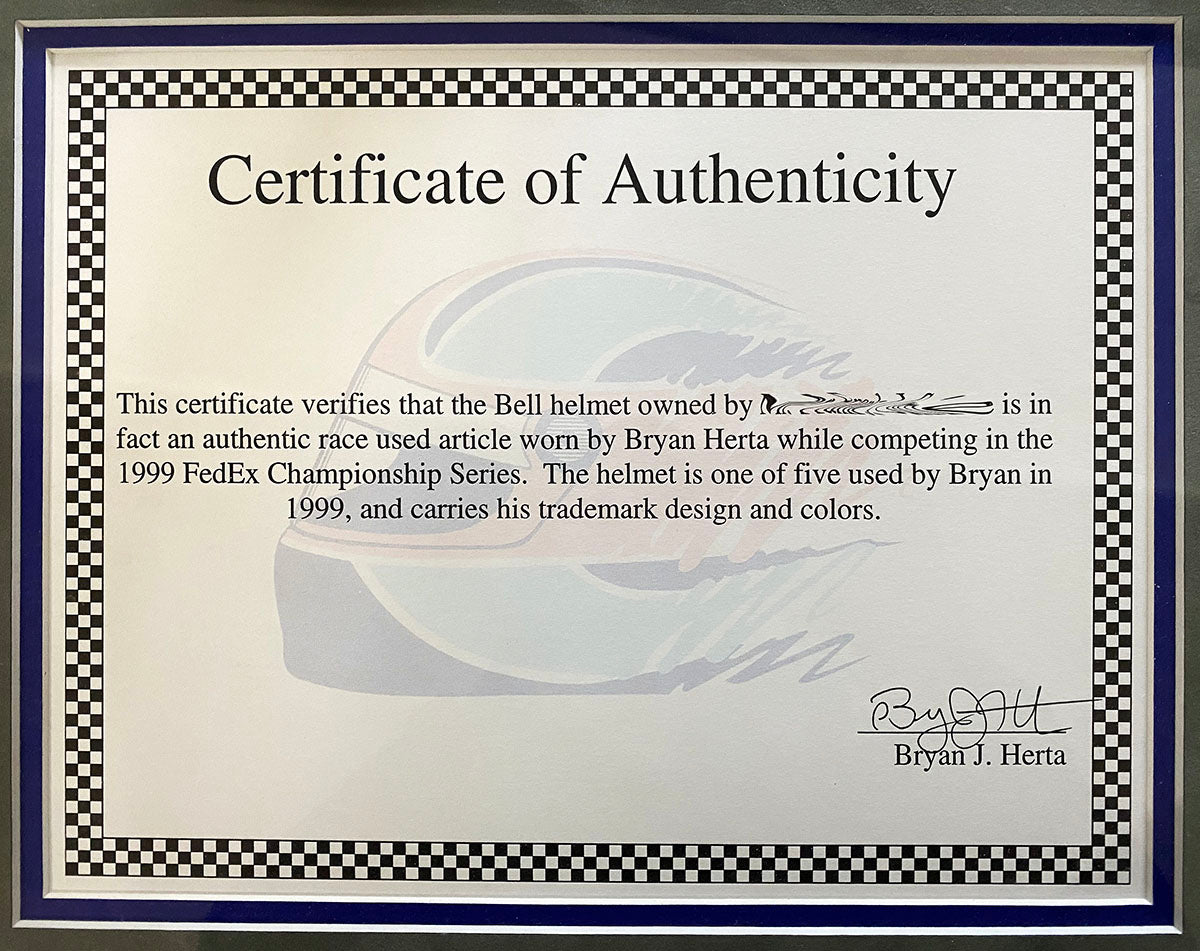 Certificate of Authenticity
This certificate verifies that the Bell helmet owned by is in
fact an authentic race used article worn by Bryan Herta while competing in the
1999 FedEx Championship Series. The helmet is one of five used by Bryan in
1999, and carries his trademark design and colors.
Bryan J. Herta